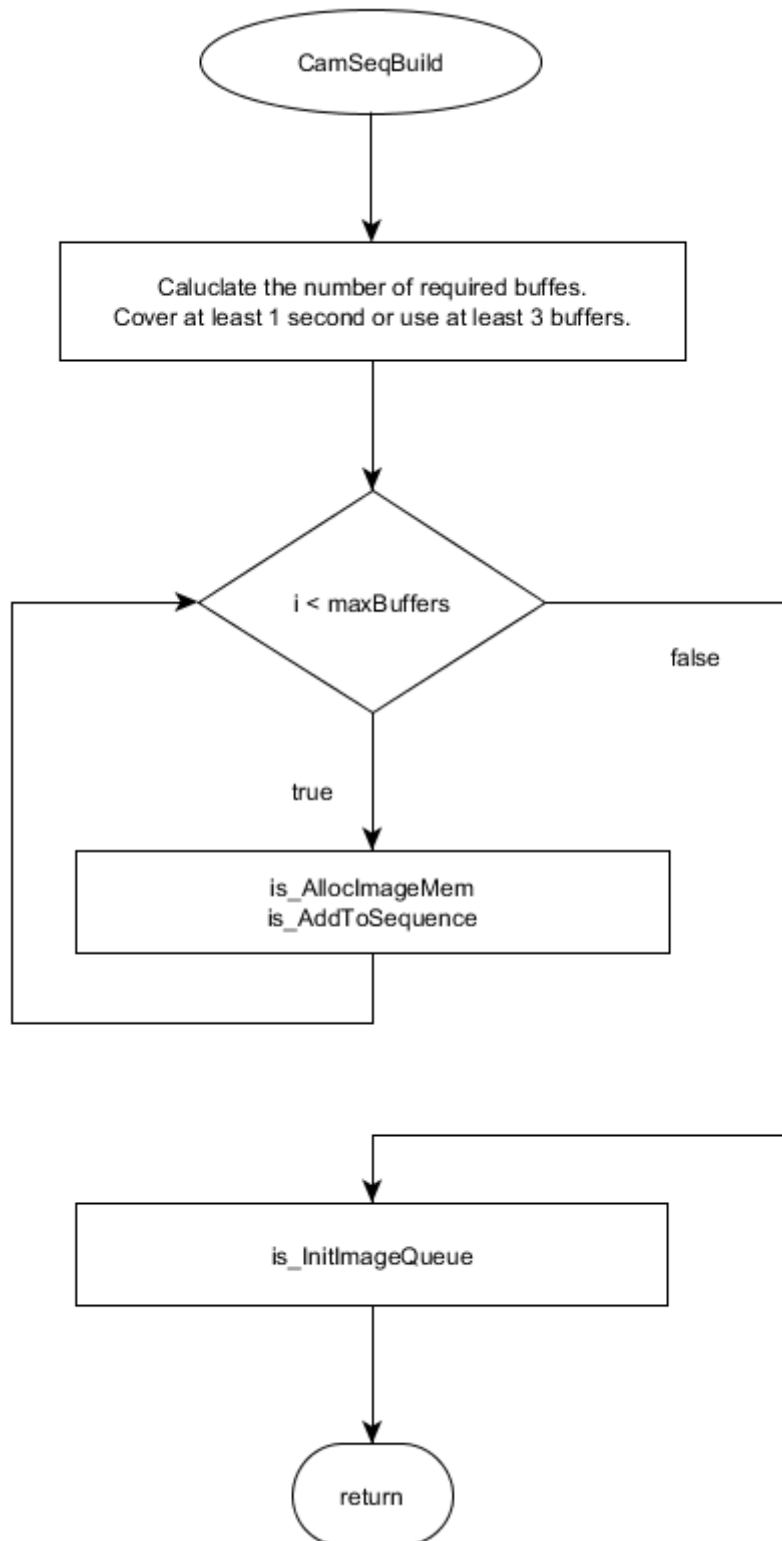 CamSeqBuild
Caluclate the number of required buffes.
Cover at least 1 second or use at least 3 buffers.
i < maxBuffers
false
true
is_AllocImageMem
is_AddToSequence
is_InitImageQueue
return